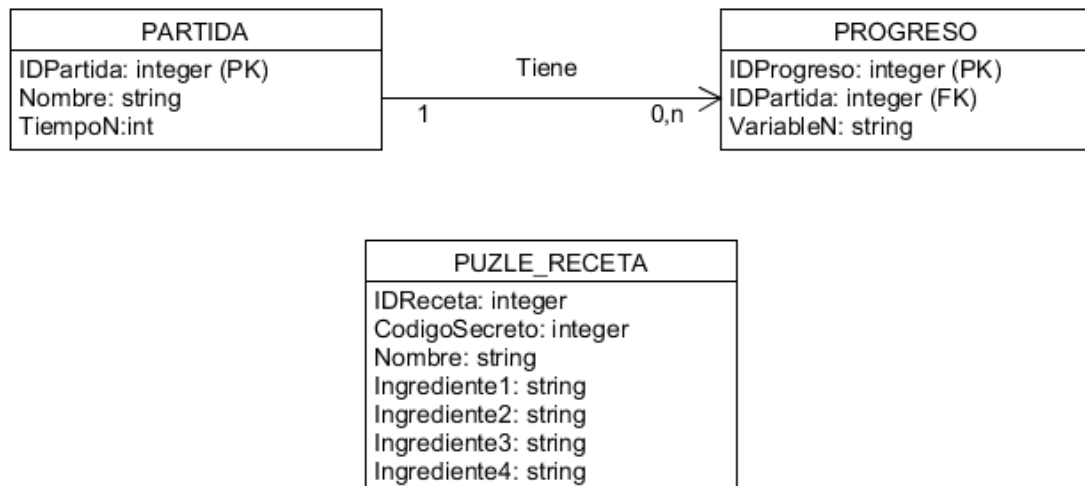 PARTIDA
IDPartida: integer (PK)
Nombre: string
TiempoN:int
Tiene
1
0,n
PROGRESO
IDProgreso: integer (PK)
IDPartida: integer (FK)
VariableN: string
PUZLE_RECETA
IDReceta: integer
CodigoSecreto: integer
Nombre: string
Ingrediente1: string
Ingrediente2: string
Ingrediente3: string
Ingrediente4: string